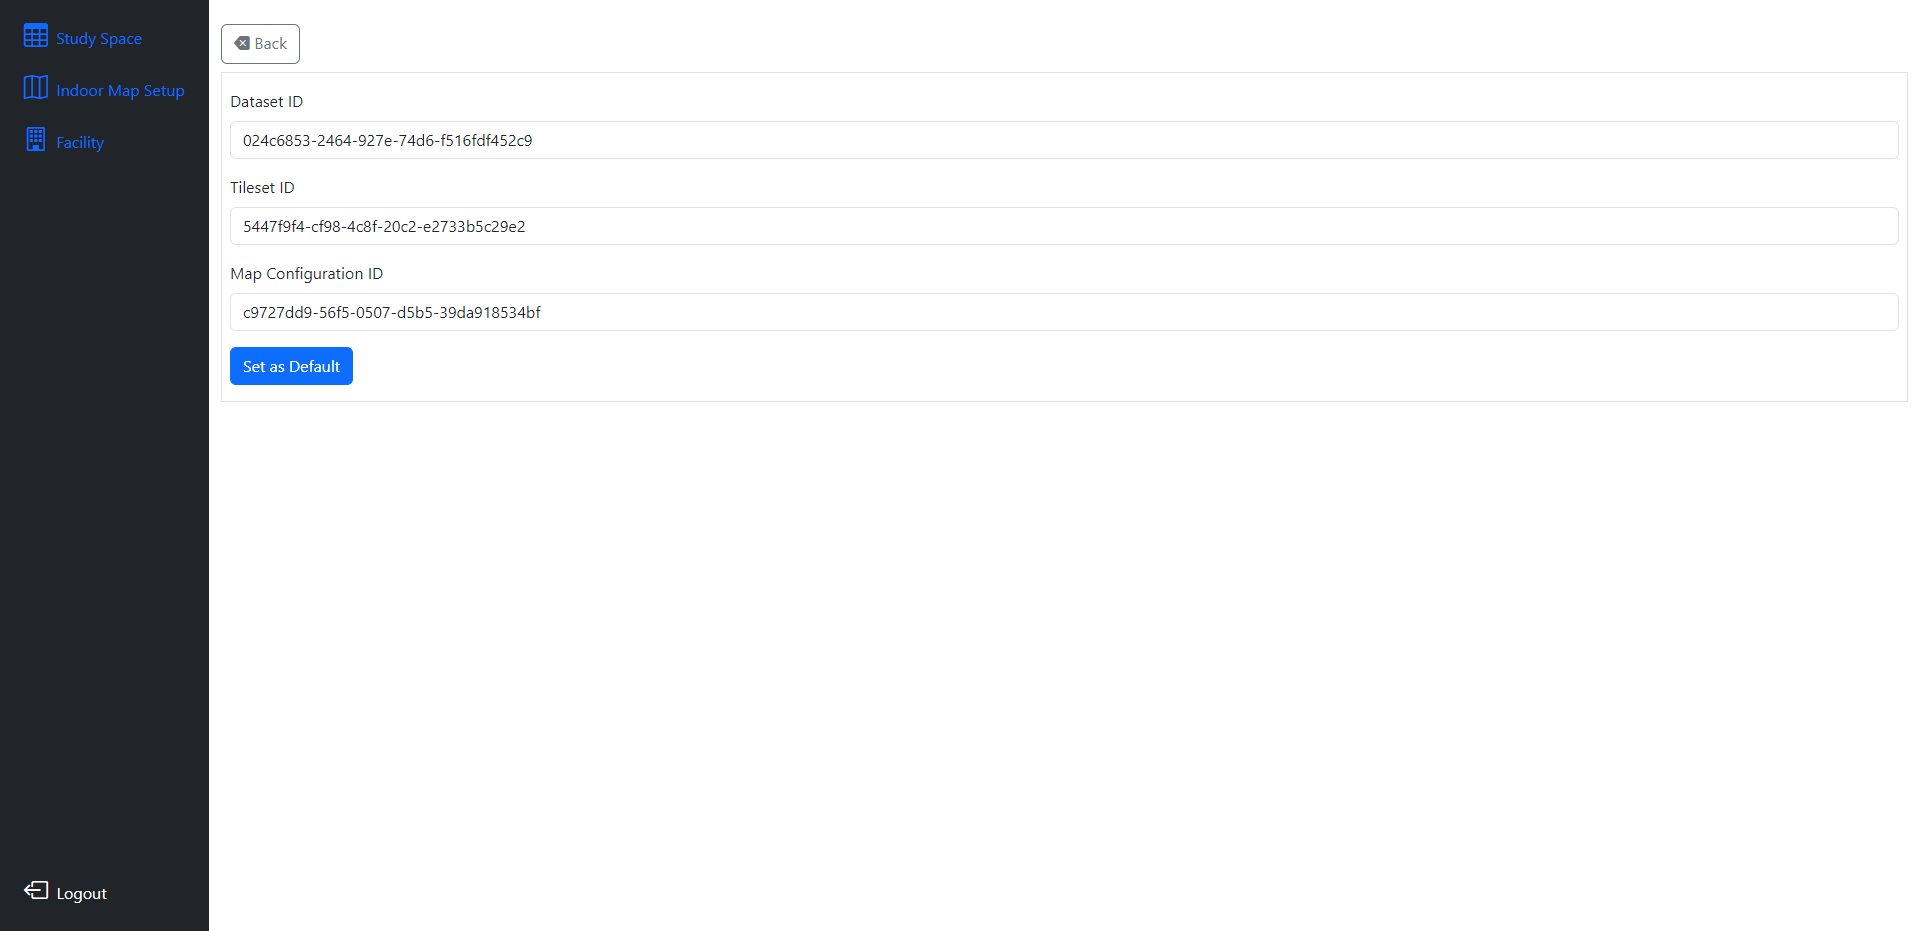 Study Space
Indoor Map Setup
Facility
Logout
Back
Dataset ID
024c6853-2464-927e-74d6-f516fdf452c9
Tileset ID
5447f9f4-cf98-4c8f-20c2-e2733b5c29e2
Map Configuration ID
c9727dd9-56f5-0507-d5b5-39da918534bf
Set as Default